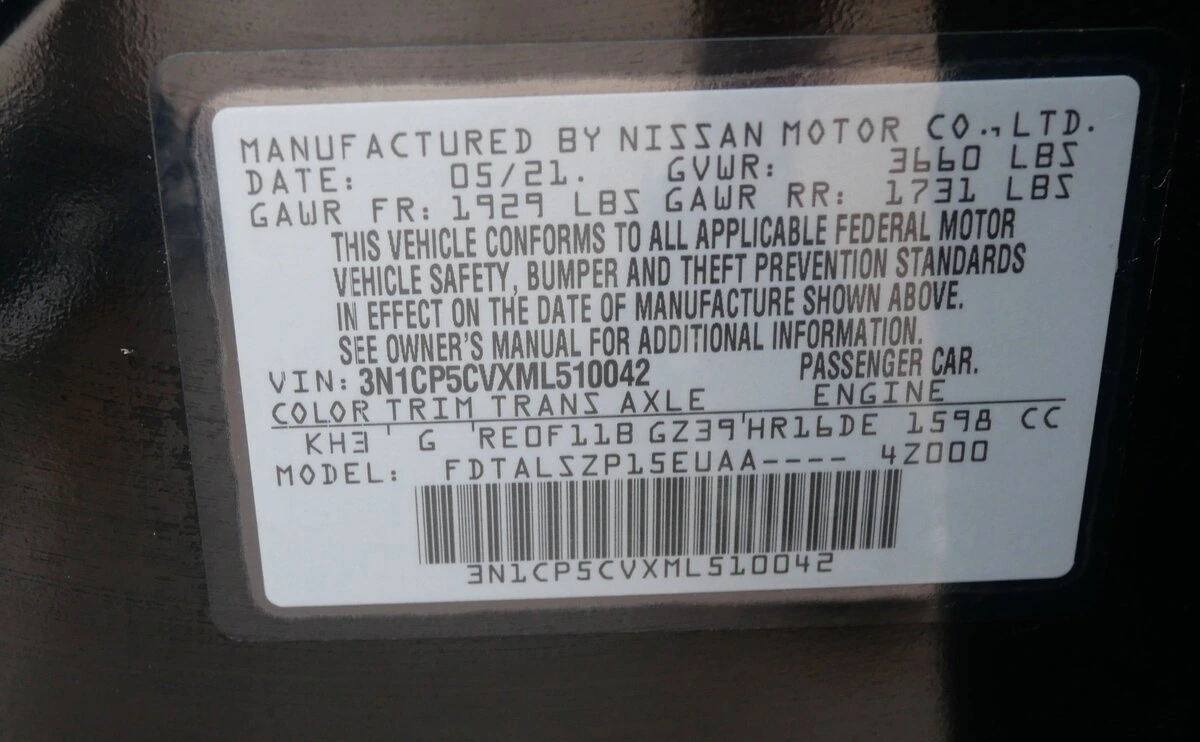 MANUFACTURED BY NISSAN MOTOR CO.,LTD.
DATE: 05/21. GVWR: 3660 LBS
GAWR FR: 1929 LBS GAWR RR: 1731 LBS
THIS VEHICLE CONFORMS TO ALL APPLICABLE FEDERAL MOTOR
VEHICLE SAFETY, BUMPER AND THEFT PREVENTION STANDARDS
IN EFFECT ON THE DATE OF MANUFACTURE SHOWN ABOVE.
SEE OWNER'S MANUAL FOR ADDITIONAL INFORMATION.
VIN: 3N1CP5CVXML510042 PASSENGER CAR.
COLOR TRIM TRANS AXLE ENGINE
KH3 ' G 'RE0F11B GZ39'HR16DE 1598 CC
MODEL: FDTALSZP15EUAA---- 4Z000
3N1CP5CVXML510042